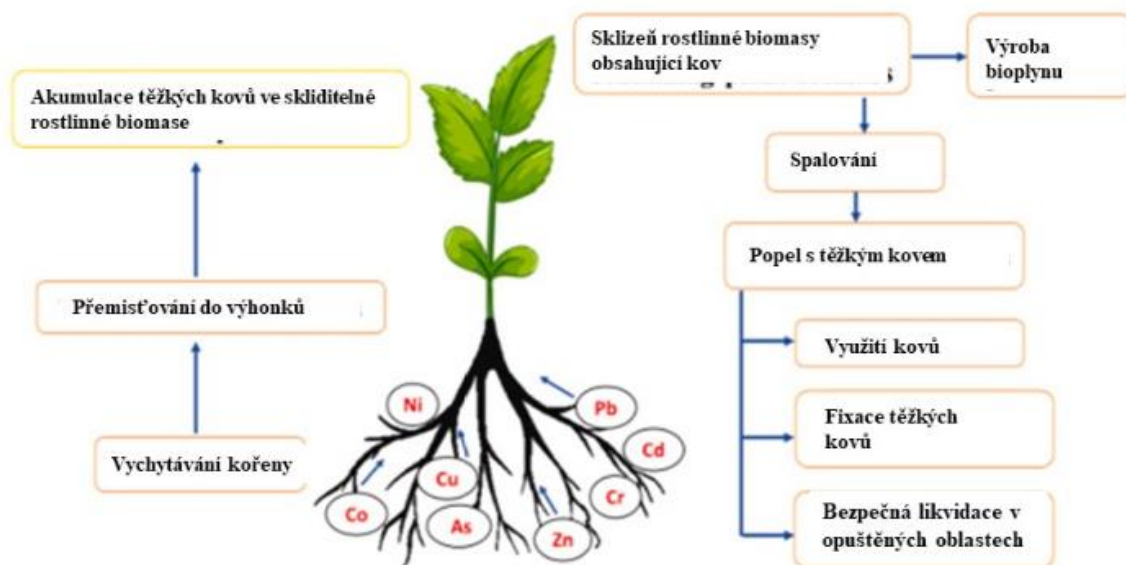 Akumulace těžkých kovů ve skliditelné
rostlinné biomase
Přemisťování do výhonků
Vychytávání kořeny
Ni
Pb
Cd
Cu
Cr
Co
As
Zn
Sklizeň rostlinné biomasy
obsahující kov
Výroba
bioplynu
Spalování
Popel s těžkým kovem
Využití kovů
Fixace těžkých
kovů
Bezpečná likvidace v
opuštěných oblastech